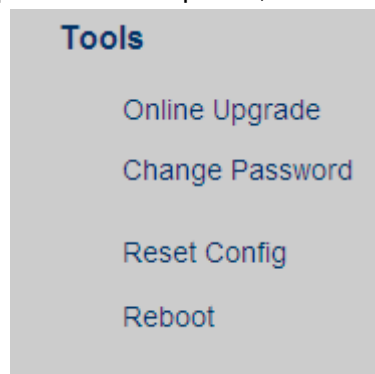 Tools
Online Upgrade
Change Password
Reset Config
Reboot